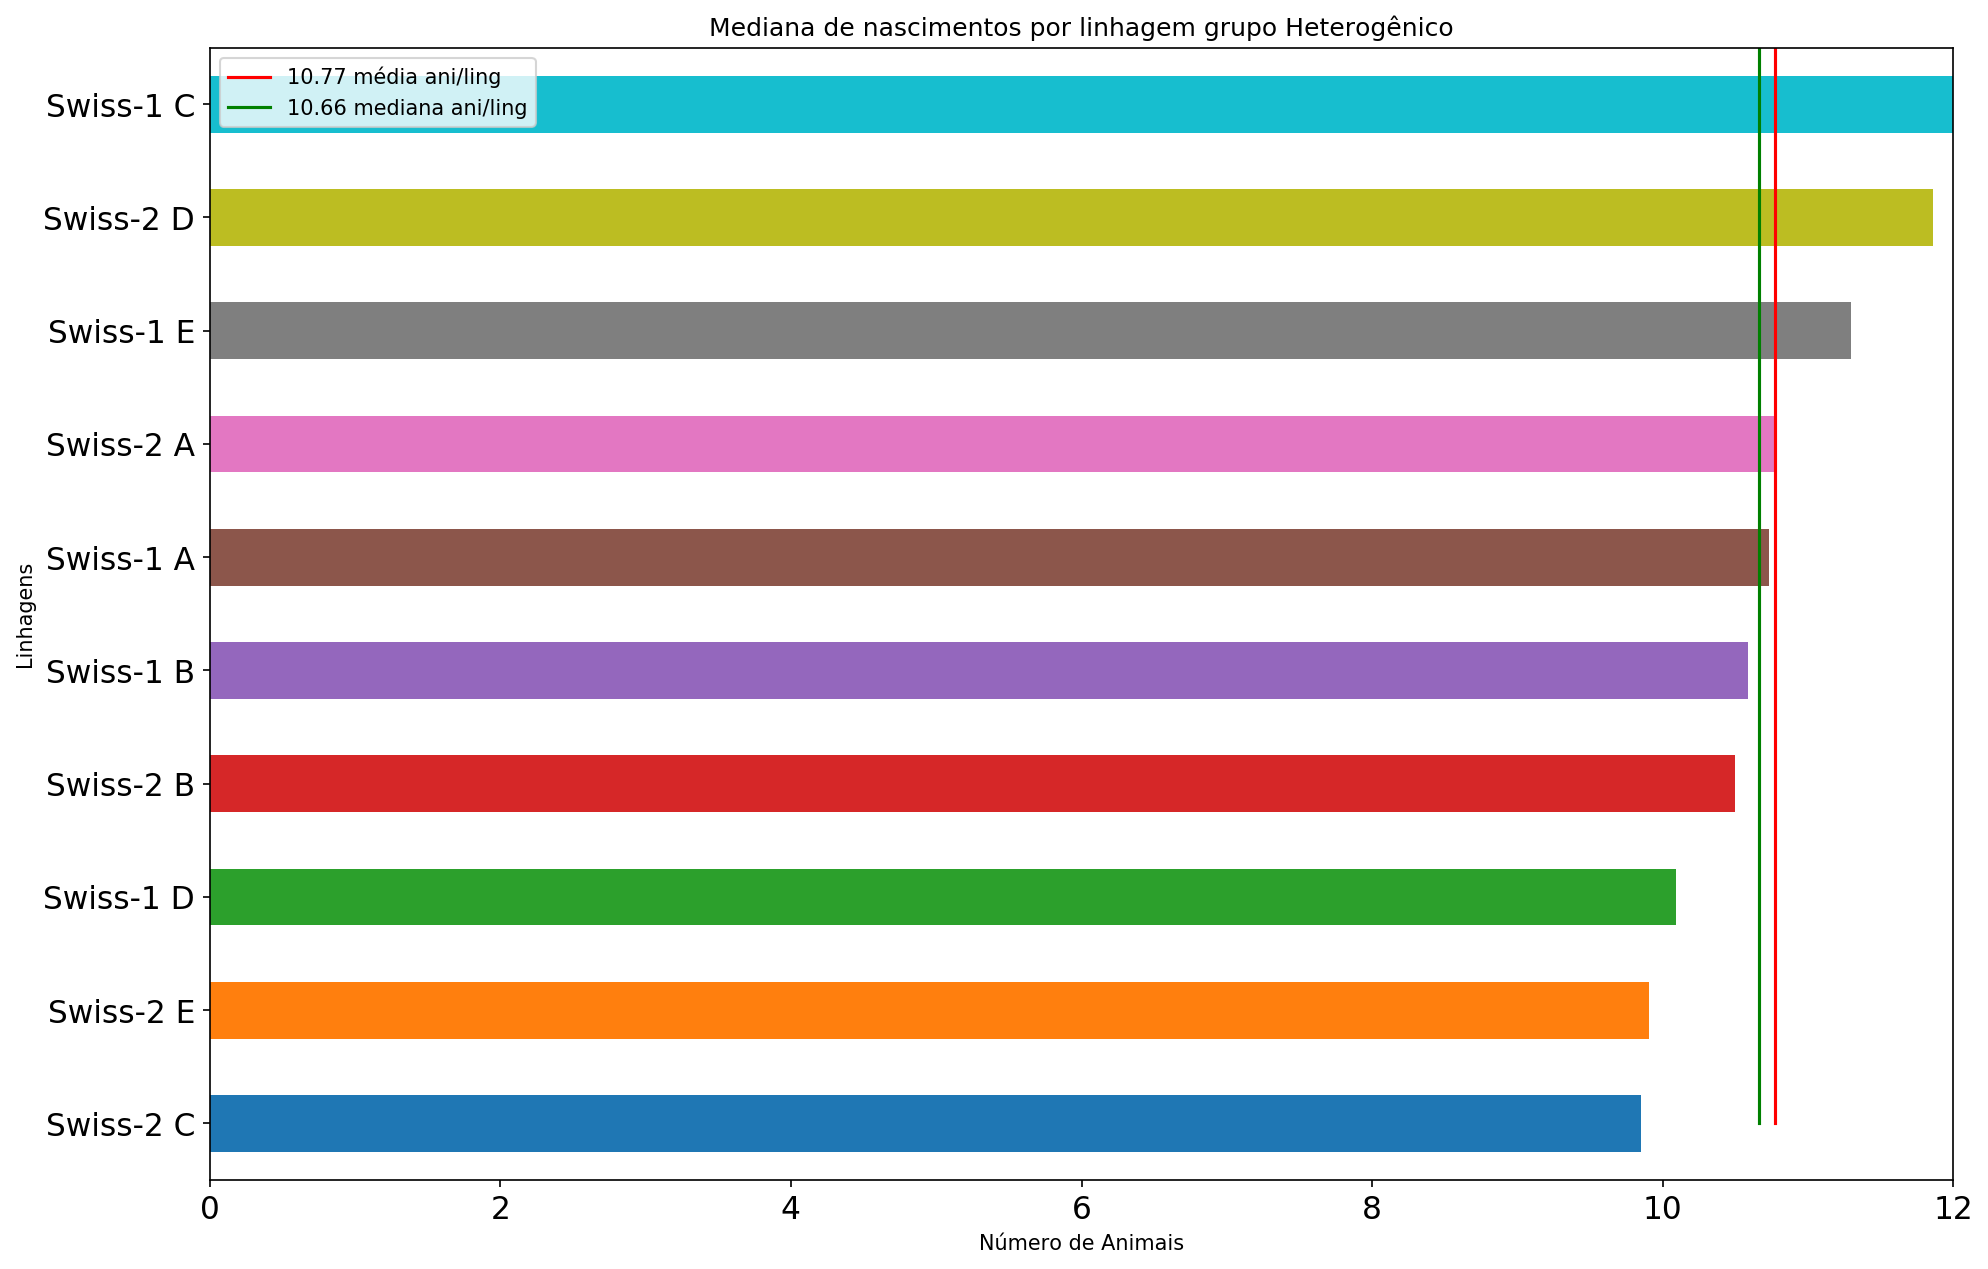 Mediana de nascimentos por linhagem grupo Heterogênico
10.77 média ani/ling
10.66 mediana ani/ling
Swiss-1 C
Swiss-2 D
Swiss-1 E
Swiss-2 A
Swiss-1 A
Swiss-1 B
Swiss-2 B
Swiss-1 D
Swiss-2 E
Swiss-2 C
Linhagens
0 2 4 6 8 10 12
Número de Animais